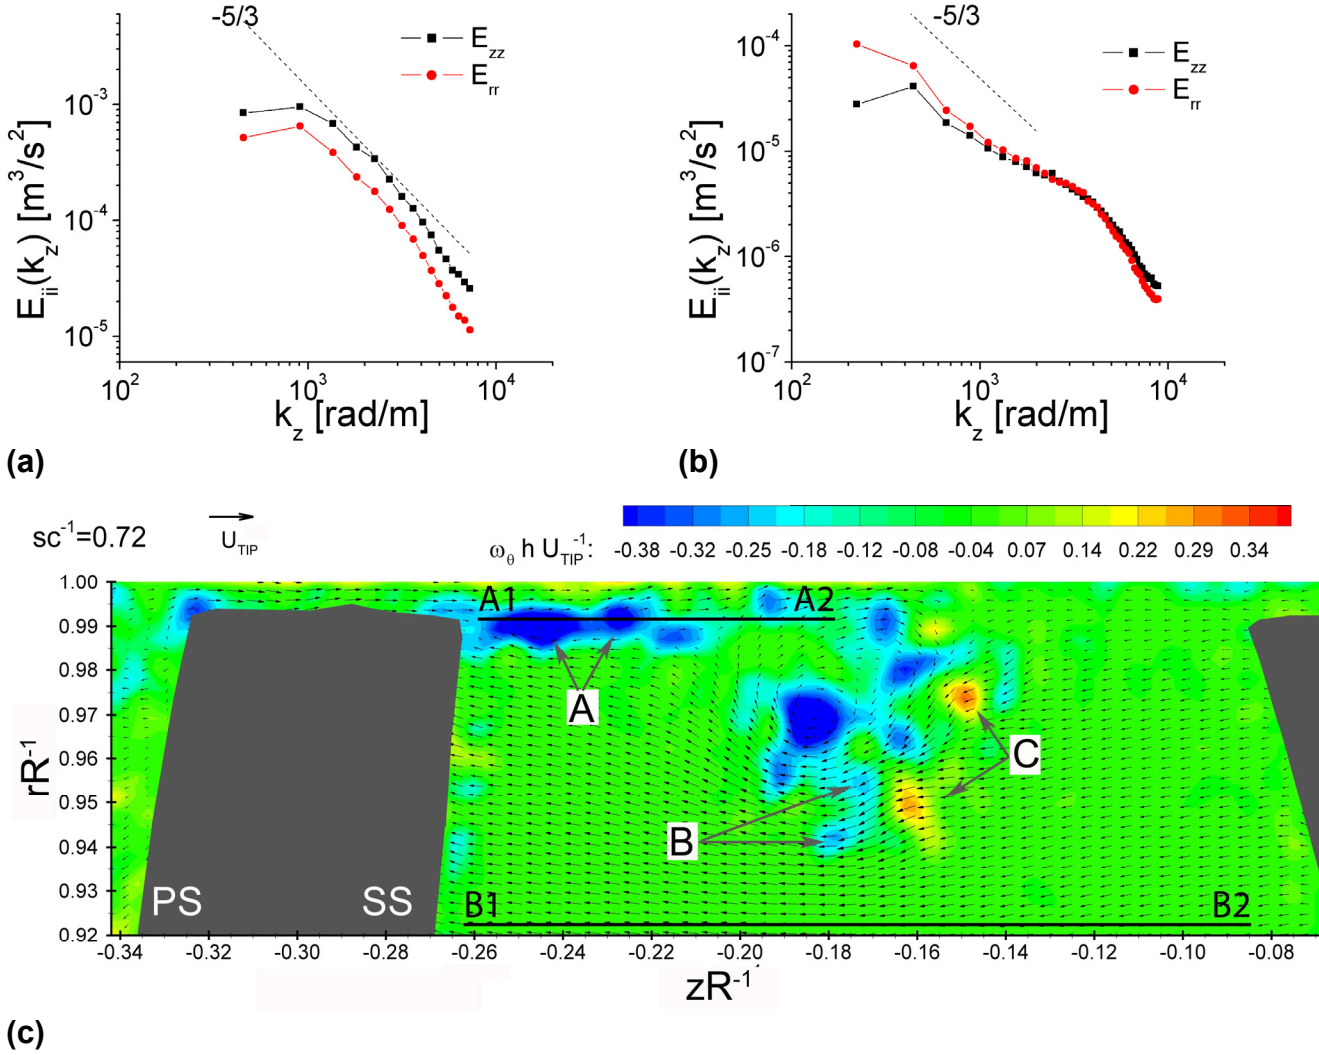 -5/3
E_zz
E_rr
10^-3
10^-4
10^-5
E_ii(k_z) [m^3/s^2]
10^2 10^3 10^4
k_z [rad/m]
(a)
-5/3
E_zz
E_rr
10^-4
10^-5
10^-6
10^-7
E_ii(k_z) [m^3/s^2]
10^2 10^3 10^4
k_z [rad/m]
(b)
sc^-1=0.72
U_TIP
ω_θ h U_TIP^-1:
-0.38 -0.32 -0.25 -0.18 -0.12 -0.08 -0.04 0.07 0.14 0.22 0.29 0.34
1.00
0.99
0.98
0.97
0.96
0.95
0.94
0.93
0.92
rR^-1
A1 A2
A
C
B
PS SS
B1 B2
-0.34 -0.32 -0.30 -0.28 -0.26 -0.24 -0.22 -0.20 -0.18 -0.16 -0.14 -0.12 -0.10 -0.08
zR^-1
(c)